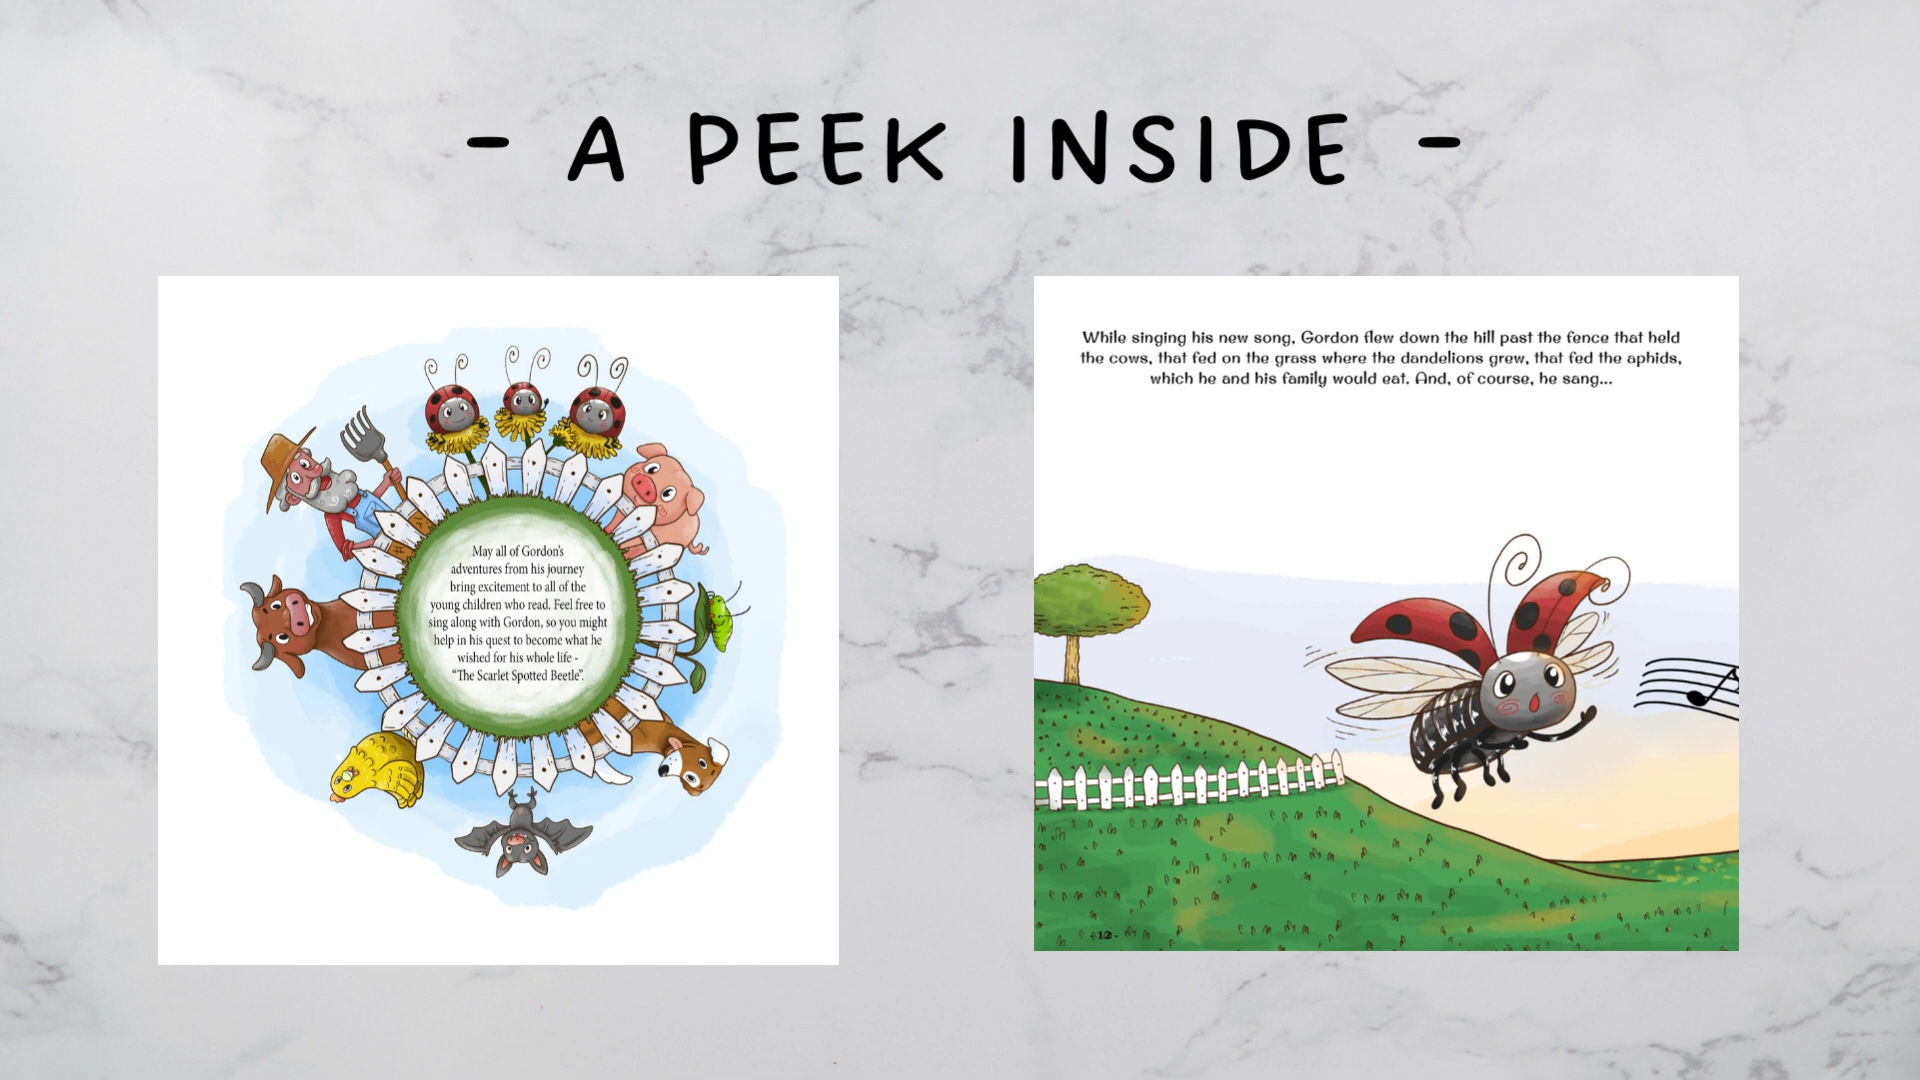 - A PEEK INSIDE -
May all of Gordon's
adventures from his journey
bring excitement to all of the
young children who read. Feel free to
sing along with Gordon, so you might
help in his quest to become what he
wished for his whole life -
“The Scarlet Spotted Beetle”.
While singing his new song, Gordon flew down the hill past the fence that held
the cows, that fed on the grass where the dandelions grew, that fed the aphids,
which he and his family would eat. And, of course, he sang...
- 12 -